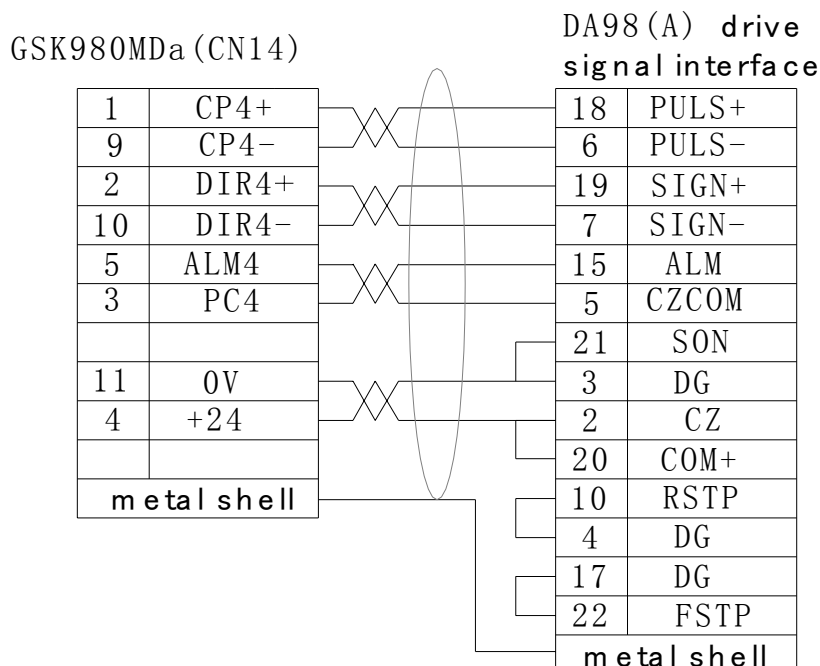 GSK980MDa(CN14)
DA98(A) drive
signal interface
1 CP4+
9 CP4-
2 DIR4+
10 DIR4-
5 ALM4
3 PC4
11 0V
4 +24
metal shell
18 PULS+
6 PULS-
19 SIGN+
7 SIGN-
15 ALM
5 CZCOM
21 SON
3 DG
2 CZ
20 COM+
10 RSTP
4 DG
17 DG
22 FSTP
metal shell